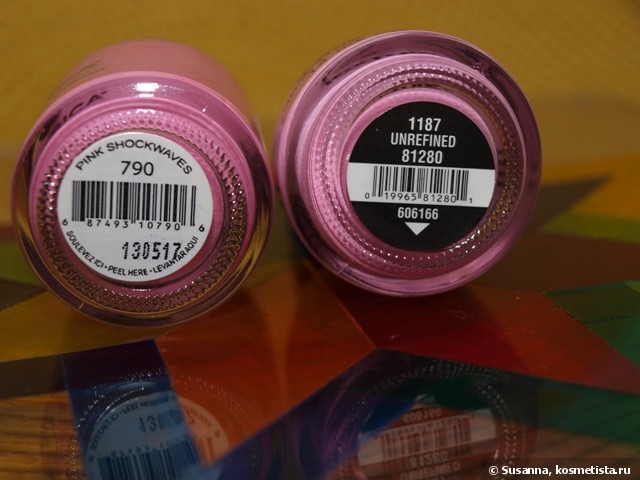 PINK SHOCKWAVES
790
6 87493 10790 6
130517
SOULEVEZ ICI • PEEL HERE • LEVANTAR AQUI
1187
UNREFINED
81280
0 19965 81280 1
606166
© Susanna, kosmetista.ru